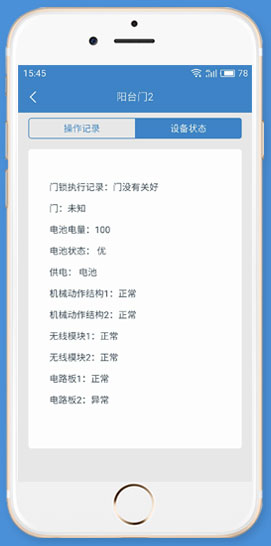 15:45 78
阳台门2
操作记录 设备状态
门锁执行记录：门没有关好
门：未知
电池电量：100
电池状态： 优
供电： 电池
机械动作结构1：正常
机械动作结构2：正常
无线模块1：正常
无线模块2：正常
电路板1：正常
电路板2：异常